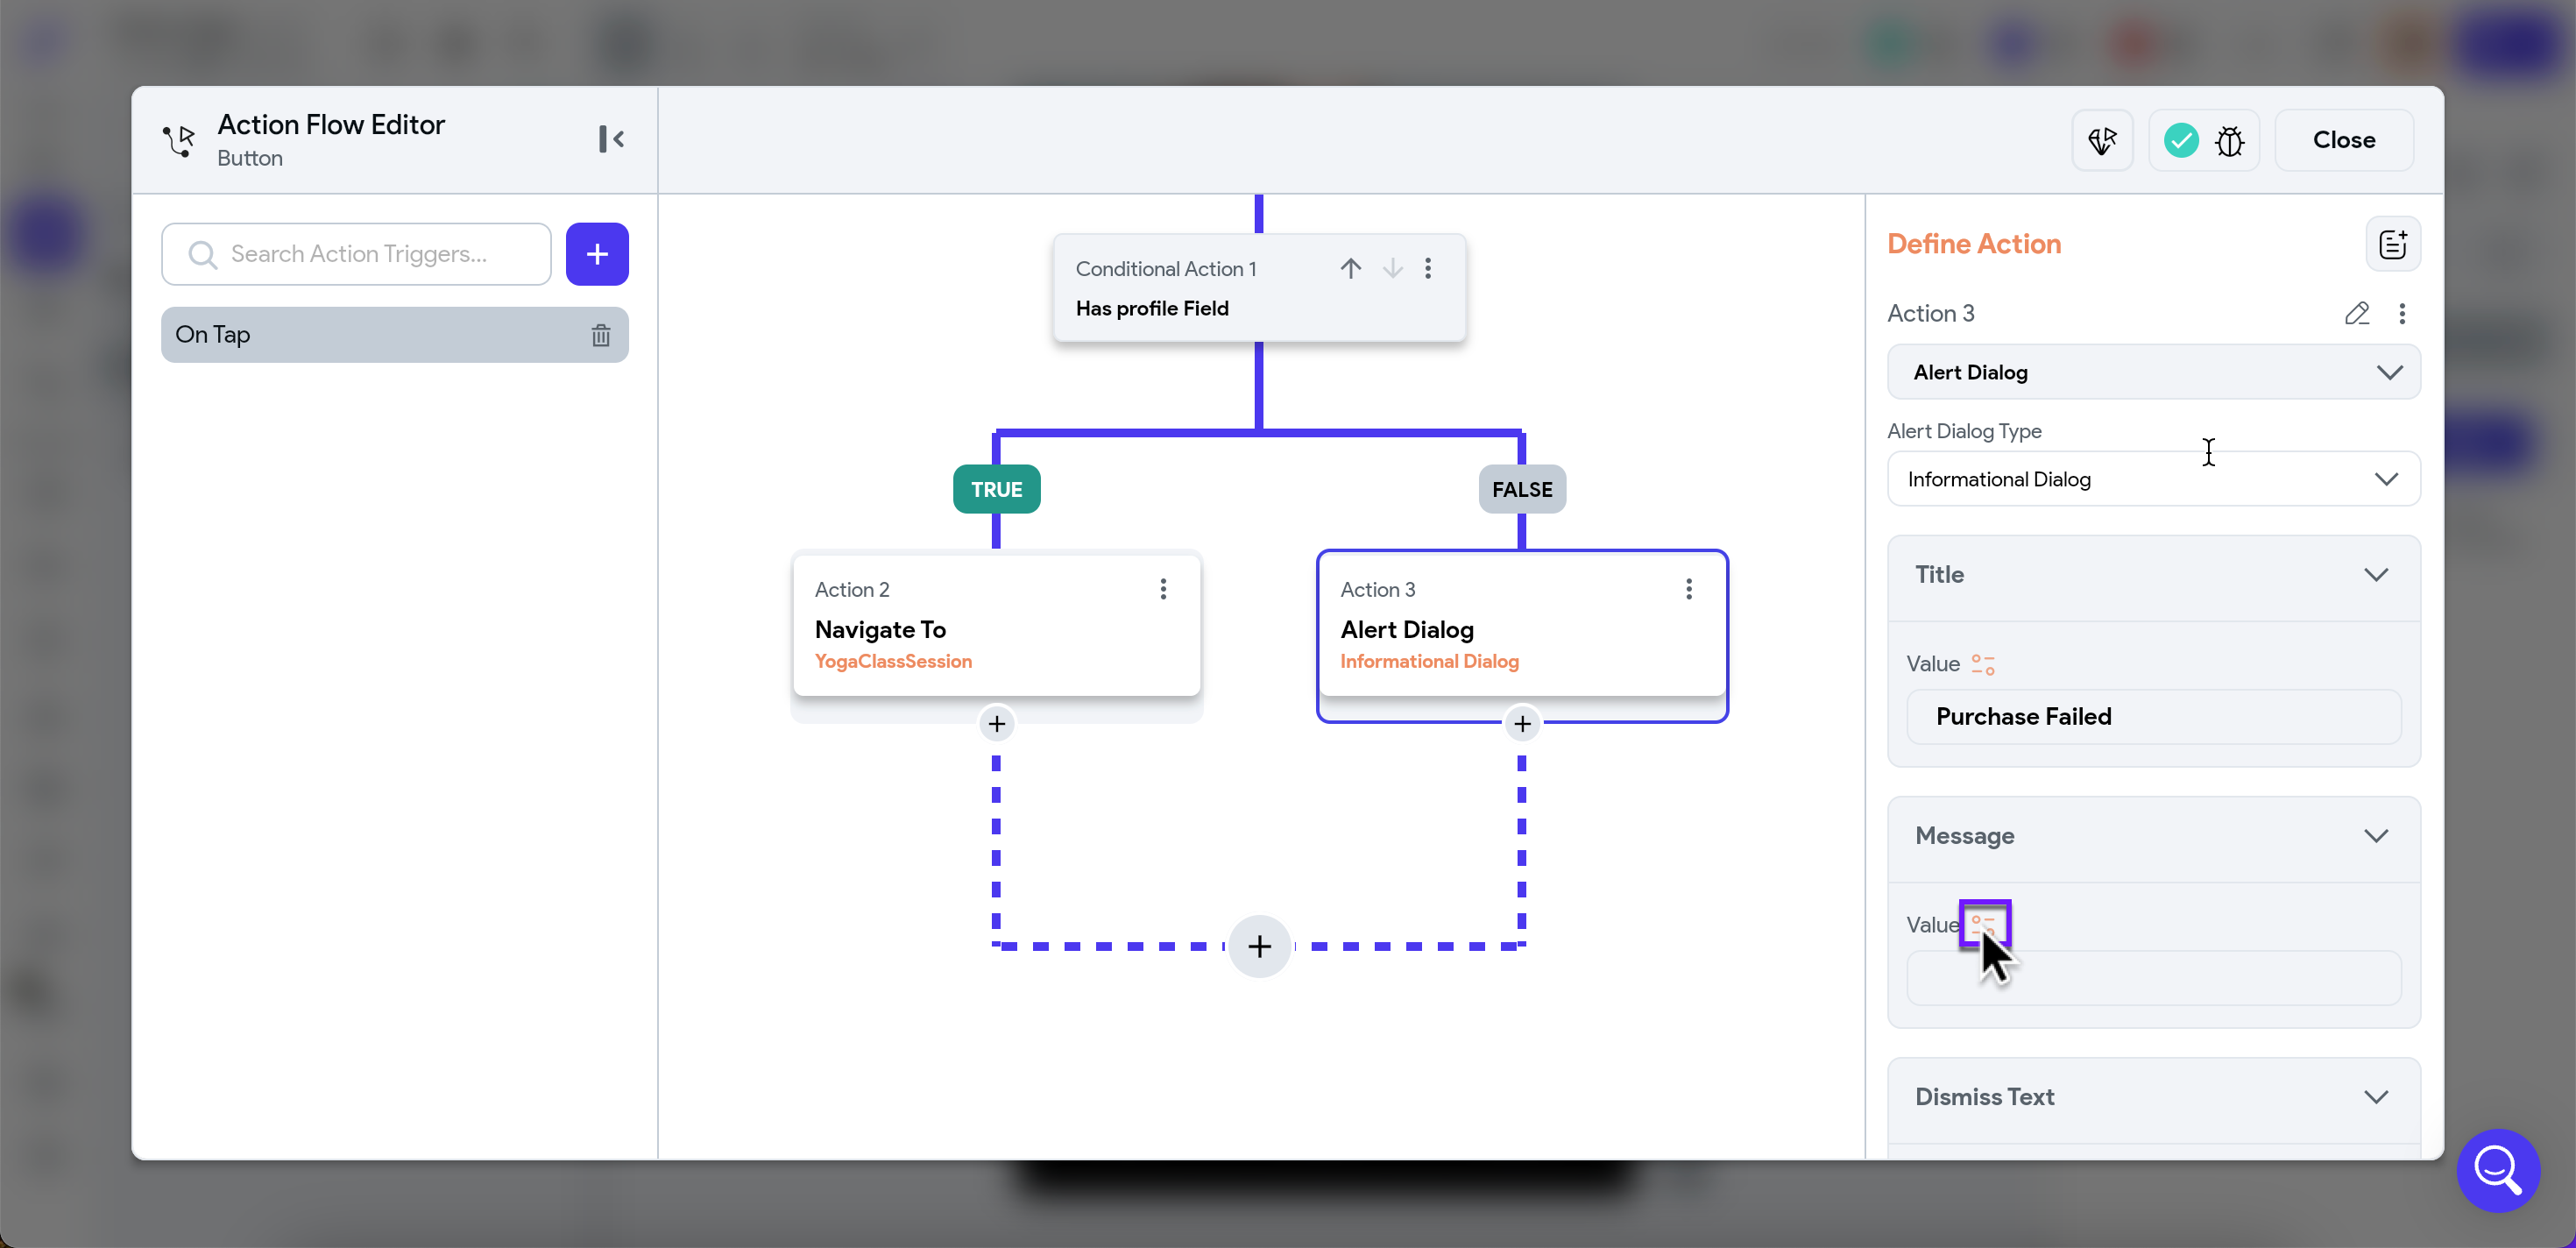 Action Flow Editor
Button
Close
Search Action Triggers...
On Tap
Conditional Action 1
Has profile Field
TRUE
FALSE
Action 2
Navigate To
YogaClassSession
Action 3
Alert Dialog
Informational Dialog
Define Action
Action 3
Alert Dialog
Alert Dialog Type
Informational Dialog
Title
Value
Purchase Failed
Message
Value
Dismiss Text